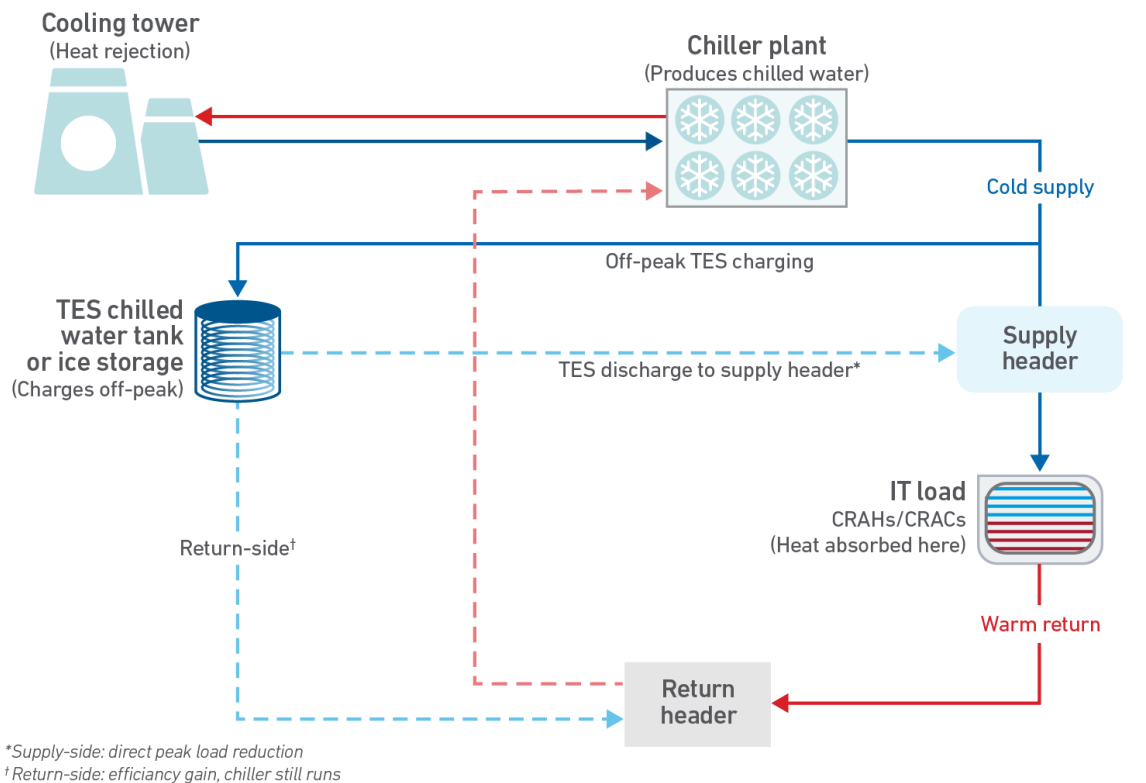 Cooling tower
(Heat rejection)
Chiller plant
(Produces chilled water)
Cold supply
Off-peak TES charging
TES chilled
water tank
or ice storage
(Charges off-peak)
Supply
header
TES discharge to supply header*
IT load
CRAHs/CRACs
(Heat absorbed here)
Return-side†
Warm return
Return
header
*Supply-side: direct peak load reduction
† Return-side: efficiancy gain, chiller still runs